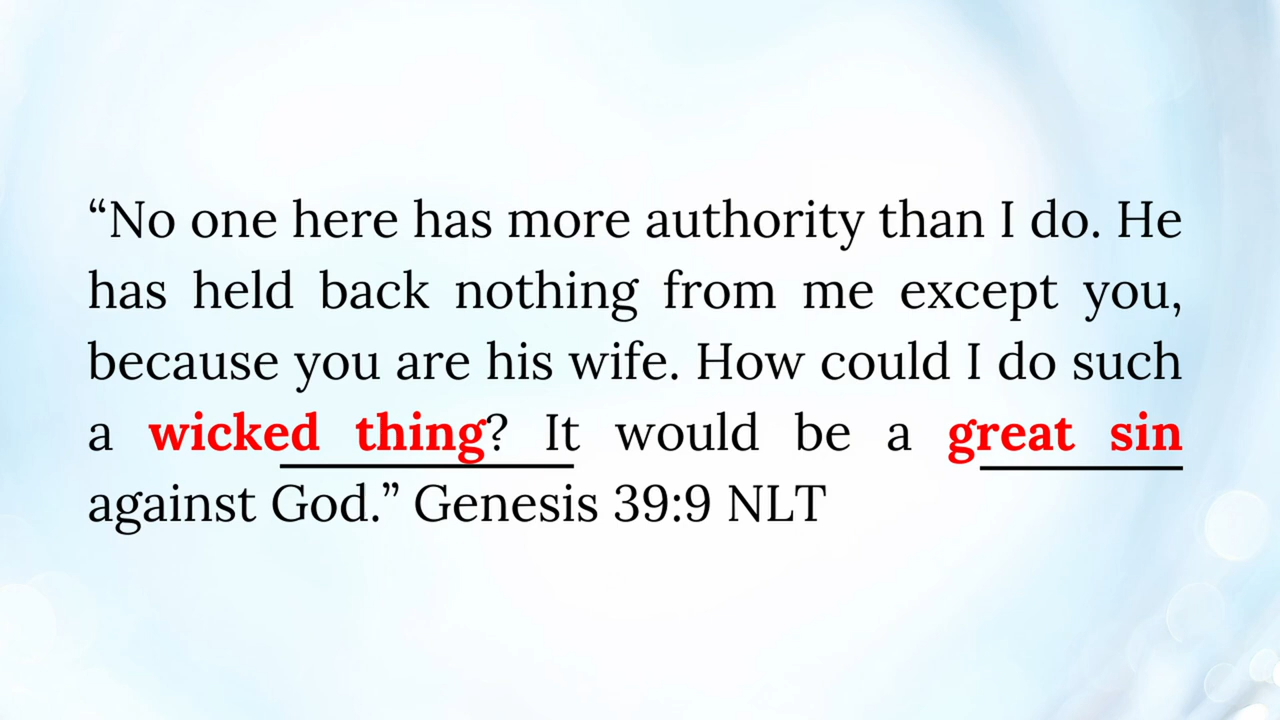 “No one here has more authority than I do. He
has held back nothing from me except you,
because you are his wife. How could I do such
a wicked thing? It would be a great sin
against God.” Genesis 39:9 NLT